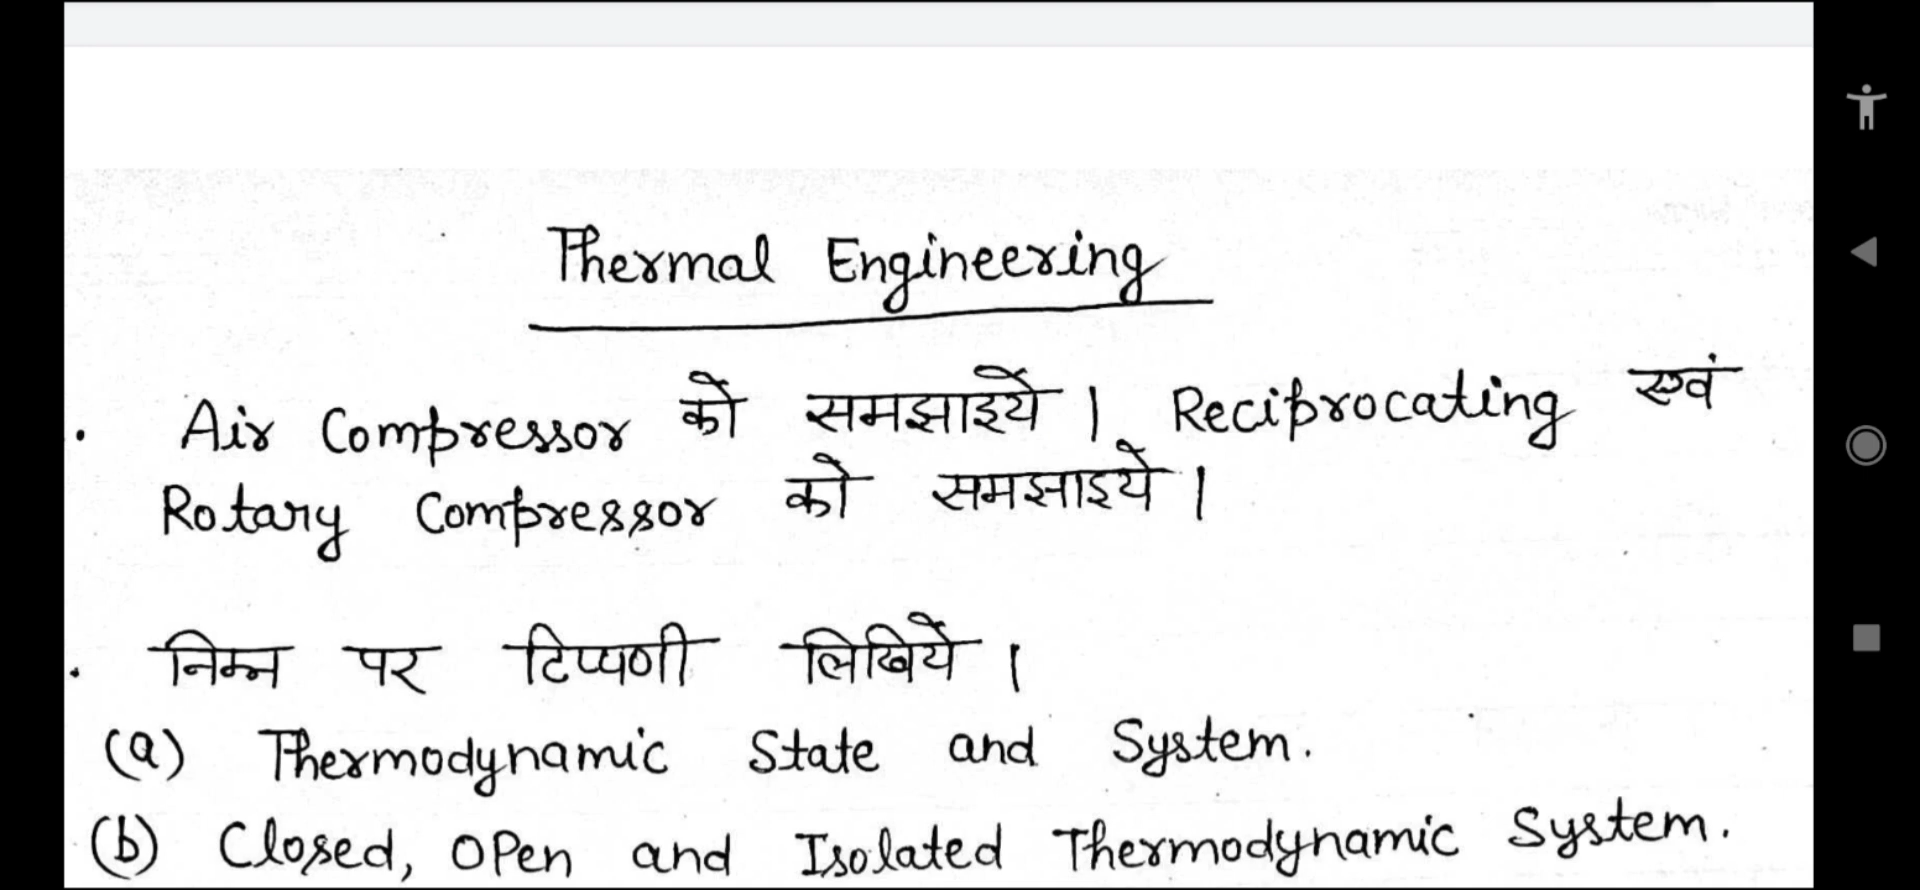 Thermal Engineering
. Air Compressor को समझाइये । Reciprocating एवं
Rotary Compressor को समझाइये ।
. निम्न पर टिप्पणी लिखिये ।
(a) Thermodynamic State and System.
(b) Closed, Open and Isolated Thermodynamic System.